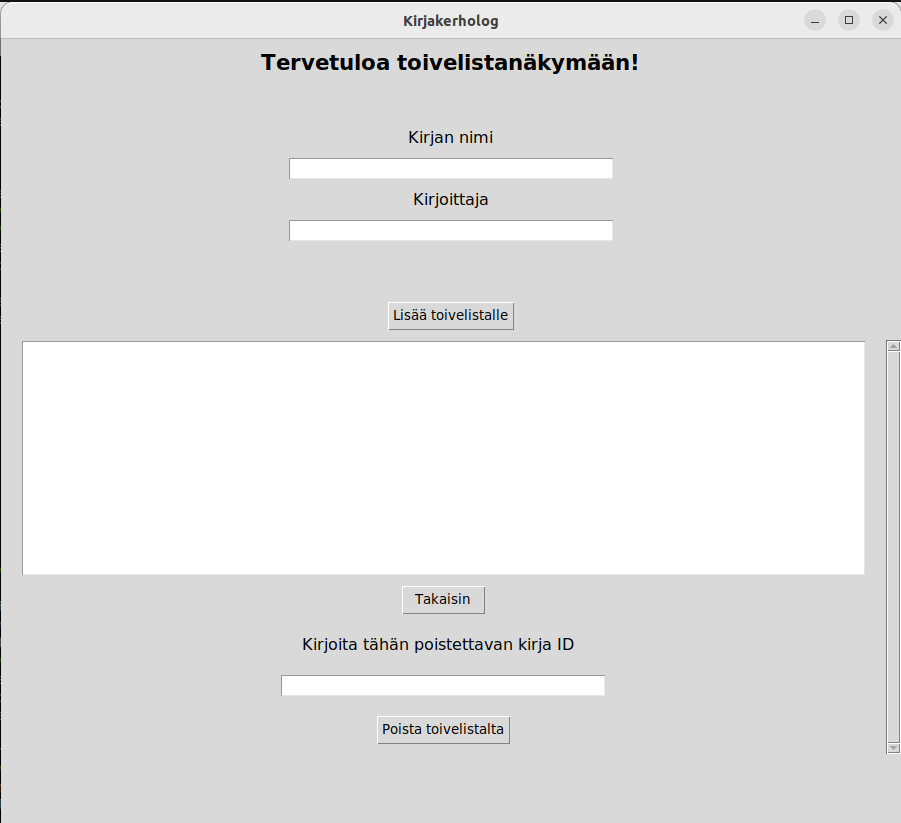 Kirjakerholog
Tervetuloa toivelistanäkymään!
Kirjan nimi
Kirjoittaja
Lisää toivelistalle
Takaisin
Kirjoita tähän poistettavan kirja ID
Poista toivelistalta